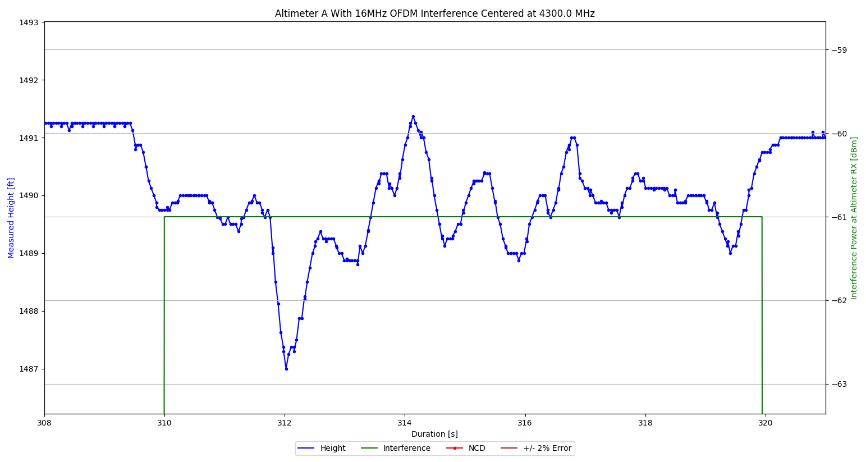 Altimeter A With 16MHz OFDM Interference Centered at 4300.0 MHz
1493
1492
1491
1490
1489
1488
1487
Measured Height [ft]
−59
−60
−61
−62
−63
Interference Power at Altimeter RX [dBm]
308 310 312 314 316 318 320
Duration [s]
Height Interference NCD +/- 2% Error